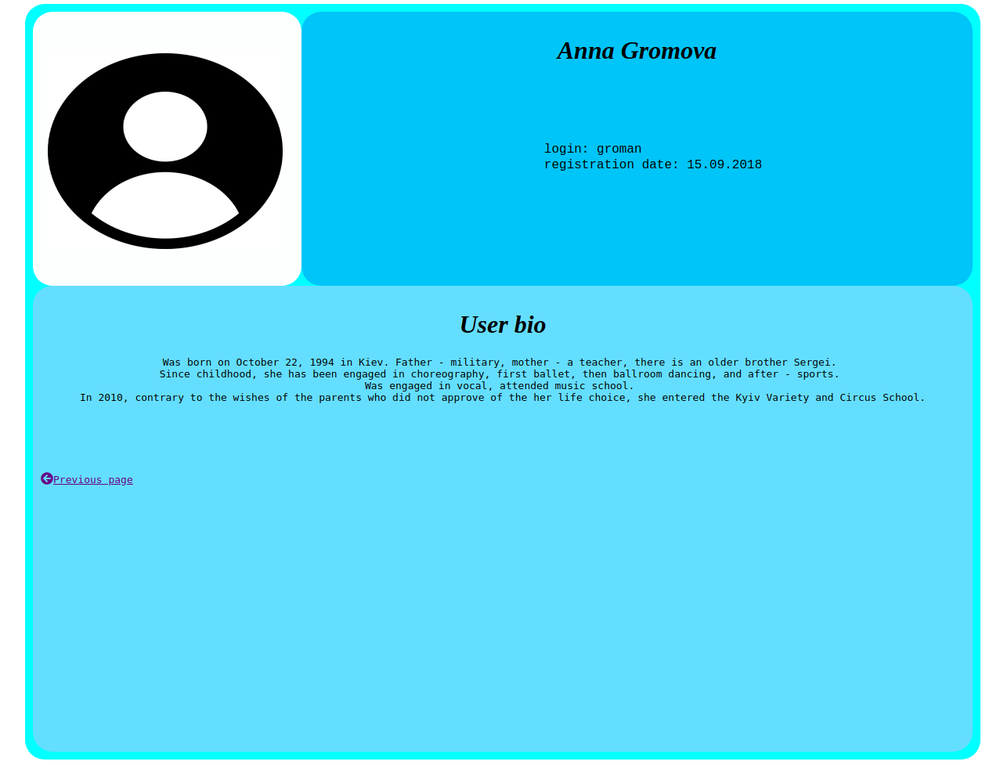 Anna Gromova
login: groman
registration date: 15.09.2018
User bio
Was born on October 22, 1994 in Kiev. Father - military, mother - a teacher, there is an older brother Sergei.
Since childhood, she has been engaged in choreography, first ballet, then ballroom dancing, and after - sports.
Was engaged in vocal, attended music school.
In 2010, contrary to the wishes of the parents who did not approve of the her life choice, she entered the Kyiv Variety and Circus School.
Previous page